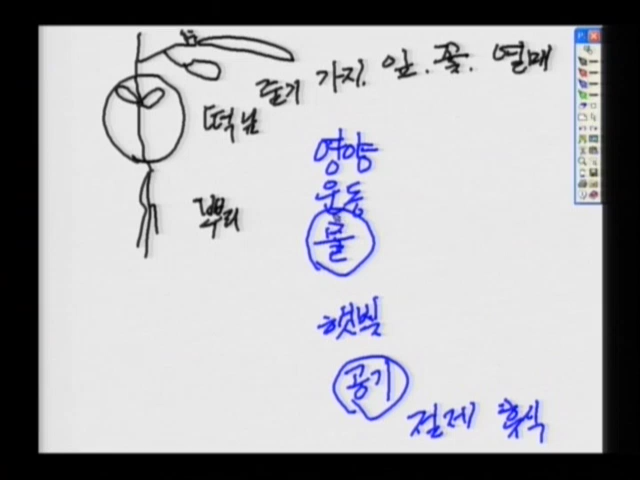 줄기 가지. 잎. 꽃. 열매
떡잎
뿌리
영양
운동
물
햇빛
공기
절제 휴식